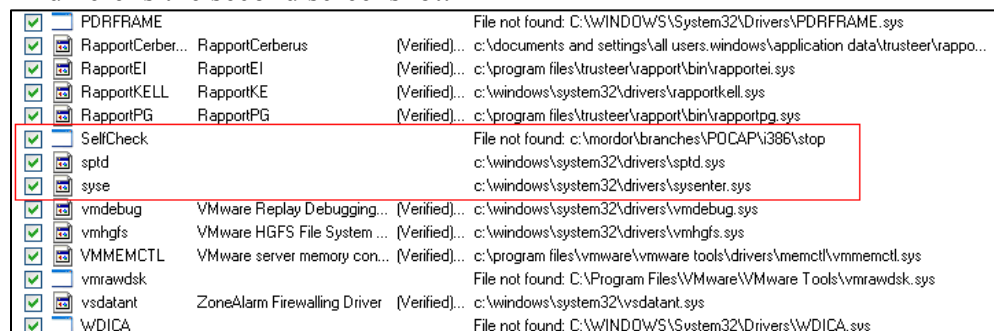 PDRFRAME File not found: C:\WINDOWS\System32\Drivers\PDRFRAME.sys
RapportCerber... RapportCerberus (Verified)... c:\documents and settings\all users.windows\application data\trusteer\rappo...
RapportEI RapportEI (Verified)... c:\program files\trusteer\rapport\bin\rapportei.sys
RapportKELL RapportKE (Verified)... c:\windows\system32\drivers\rapportkell.sys
RapportPG RapportPG (Verified)... c:\program files\trusteer\rapport\bin\rapportpg.sys
SelfCheck File not found: c:\mordor\branches\POCAP\i386\stop
sptd c:\windows\system32\drivers\sptd.sys
syse c:\windows\system32\drivers\sysenter.sys
vmdebug VMware Replay Debugging... (Verified)... c:\windows\system32\drivers\vmdebug.sys
vmhgfs VMware HGFS File System ... (Verified)... c:\windows\system32\drivers\vmhgfs.sys
VMMEMCTL VMware server memory con... (Verified)... c:\program files\vmware\vmware tools\drivers\memctl\vmmemctl.sys
vmrawdsk File not found: C:\Program Files\VMware\VMware Tools\vmrawdsk.sys
vsdatant ZoneAlarm Firewalling Driver (Verified)... c:\windows\system32\vsdatant.sys
WDICA File not found: C:\WINDOWS\System32\Drivers\WDICA.sys